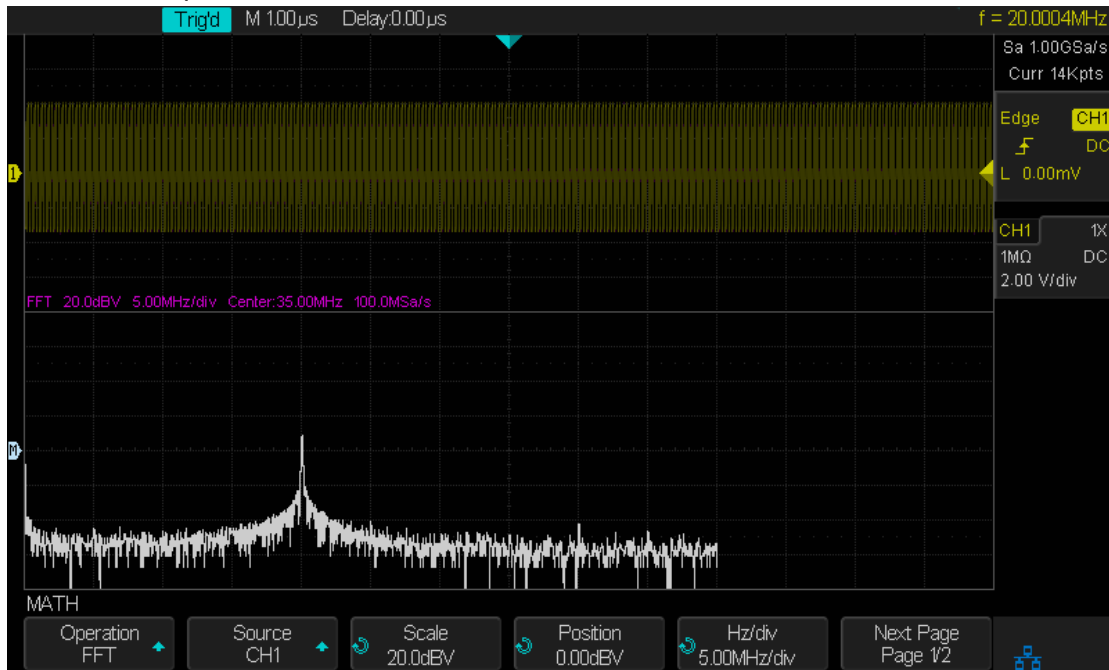 Trig'd M 1.00µs Delay:0.00µs f = 20.0004MHz
Sa 1.00GSa/s
Curr 14Kpts
Edge CH1
DC
L 0.00mV
1
CH1 1X
1MΩ DC
2.00 V/div
FFT 20.0dBV 5.00MHz/div Center:35.00MHz 100.0MSa/s
M
MATH
Operation Source Scale Position Hz/div Next Page
FFT CH1 20.0dBV 0.00dBV 5.00MHz/div Page 1/2